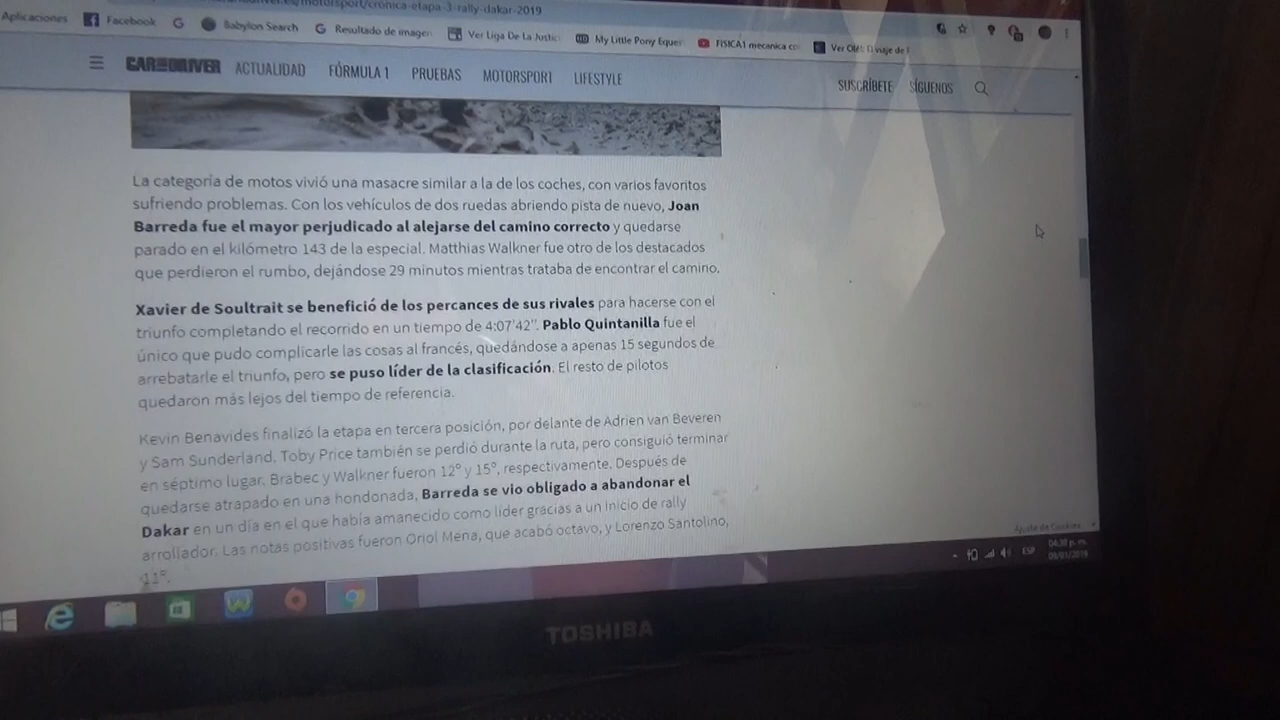 motorsport/cronica-etapa-3-rally-dakar-2019
Aplicaciones Facebook Babylon Search Resultado de imagen Ver Liga De La Justic My Little Pony Eques FISICA1 mecanica co Ver
CAR AND DRIVER ACTUALIDAD FÓRMULA 1 PRUEBAS MOTORSPORT LIFESTYLE SUSCRÍBETE SÍGUENOS
La categoría de motos vivió una masacre similar a la de los coches, con varios favoritos
sufriendo problemas. Con los vehículos de dos ruedas abriendo pista de nuevo, Joan
Barreda fue el mayor perjudicado al alejarse del camino correcto y quedarse
parado en el kilómetro 143 de la especial. Matthias Walkner fue otro de los destacados
que perdieron el rumbo, dejándose 29 minutos mientras trataba de encontrar el camino.
Xavier de Soultrait se benefició de los percances de sus rivales para hacerse con el
triunfo completando el recorrido en un tiempo de 4:07'42". Pablo Quintanilla fue el
único que pudo complicarle las cosas al francés, quedándose a apenas 15 segundos de
arrebatarle el triunfo, pero se puso líder de la clasificación. El resto de pilotos
quedaron más lejos del tiempo de referencia.
Kevin Benavides finalizó la etapa en tercera posición, por delante de Adrien van Beveren
y Sam Sunderland. Toby Price también se perdió durante la ruta, pero consiguió terminar
en séptimo lugar. Brabec y Walkner fueron 12º y 15º, respectivamente. Después de
quedarse atrapado en una hondonada, Barreda se vio obligado a abandonar el
Dakar en un día en el que había amanecido como líder gracias a un inicio de rally
arrollador. Las notas positivas fueron Oriol Mena, que acabó octavo, y Lorenzo Santolino,
11º.
Ajuste de Cookies
ESP 04:38 p. m.
09/01/2019
TOSHIBA